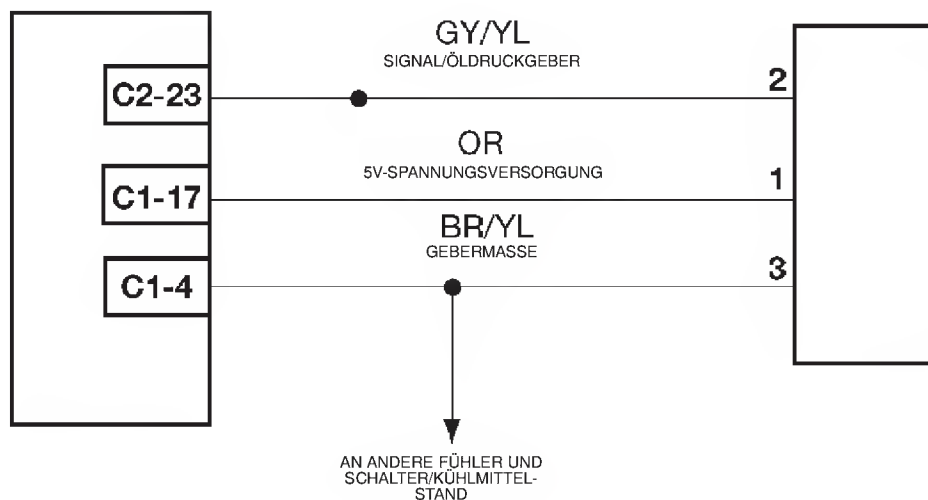 GY/YL
SIGNAL/ÖLDRUCKGEBER
C2-23
2
OR
5V-SPANNUNGSVERSORGUNG
C1-17
1
BR/YL
GEBERMASSE
C1-4
3
AN ANDERE FÜHLER UND
SCHALTER/KÜHLMITTEL-
STAND